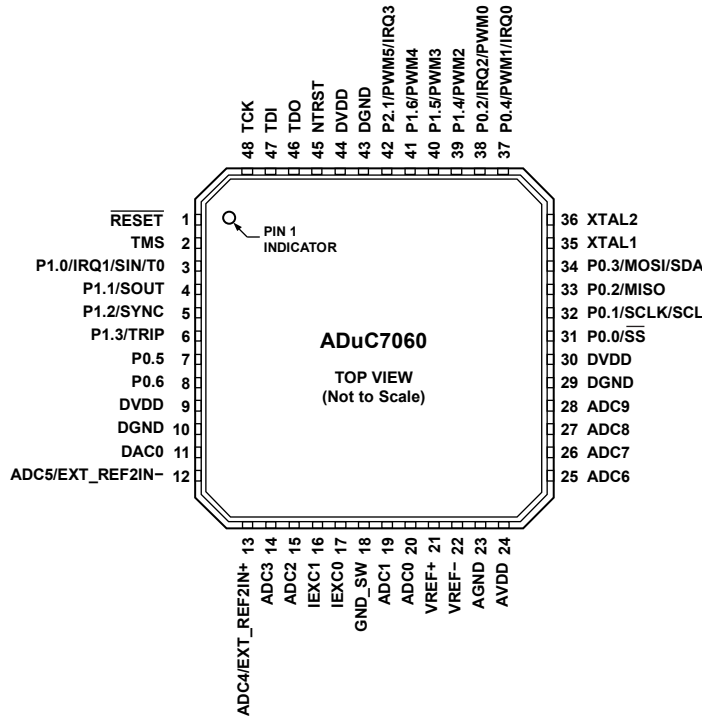 48 TCK
47 TDI
46 TDO
45 NTRST
44 DVDD
43 DGND
42 P2.1/PWM5/IRQ3
41 P1.6/PWM4
40 P1.5/PWM3
39 P1.4/PWM2
38 P0.2/IRQ2/PWM0
37 P0.4/PWM1/IRQ0
RESET 1
TMS 2
P1.0/IRQ1/SIN/T0 3
P1.1/SOUT 4
P1.2/SYNC 5
P1.3/TRIP 6
P0.5 7
P0.6 8
DVDD 9
DGND 10
DAC0 11
ADC5/EXT_REF2IN− 12
PIN 1
INDICATOR
ADuC7060
TOP VIEW
(Not to Scale)
36 XTAL2
35 XTAL1
34 P0.3/MOSI/SDA
33 P0.2/MISO
32 P0.1/SCLK/SCL
31 P0.0/SS
30 DVDD
29 DGND
28 ADC9
27 ADC8
26 ADC7
25 ADC6
ADC4/EXT_REF2IN+ 13
ADC3 14
ADC2 15
IEXC1 16
IEXC0 17
GND_SW 18
ADC1 19
ADC0 20
VREF+ 21
VREF− 22
AGND 23
AVDD 24